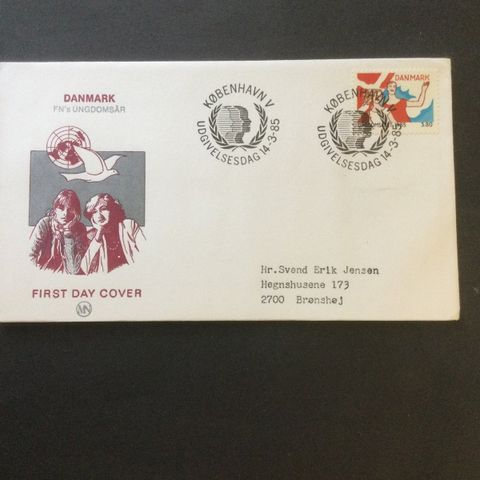 DANMARK
FN's UNGDOMSÅR
FIRST DAY COVER
KØBENHAVN V
UDGIVELSESDAG 14-3-85
KØBENHAVN V
UDGIVELSESDAG 14-3-85
DANMARK
Hr.Svend Erik Jensen
Hegnshusene 173
2700 Brønshøj